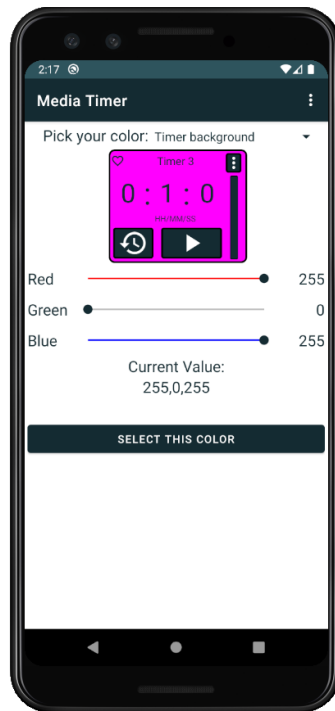 2:17
Media Timer
Pick your color: Timer background
Timer 3
0 : 1 : 0
HH/MM/SS
Red 255
Green 0
Blue 255
Current Value:
255,0,255
SELECT THIS COLOR